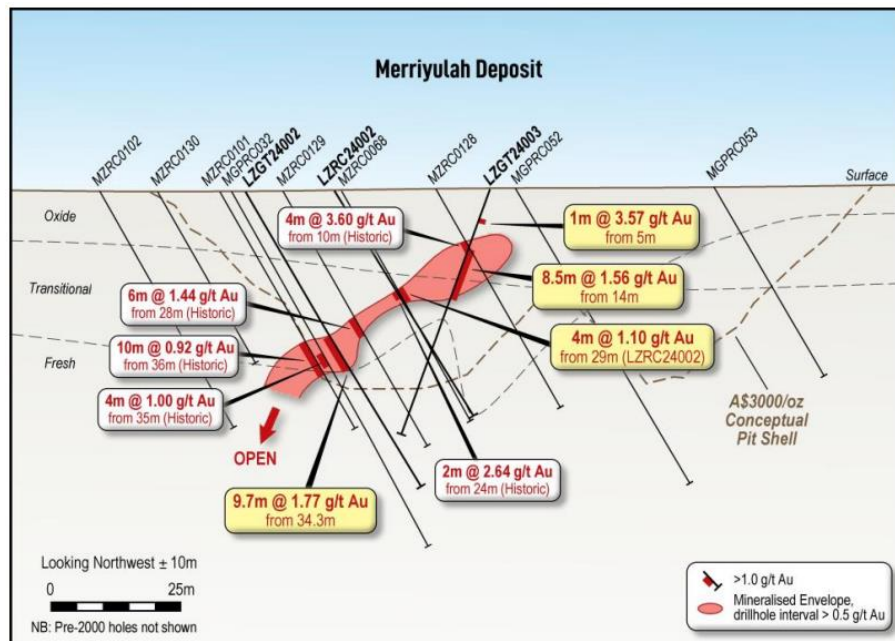 Merriyulah Deposit
MZRC0102
MZRC0130
MZRC0101
MGPRC032
LZGT24002
MZRC0129
LZRC24002
MZRC0068
MZRC0128
LZGT24003
MGPRC052
MGPRC053
Surface
Oxide
4m @ 3.60 g/t Au
from 10m (Historic)
1m @ 3.57 g/t Au
from 5m
Transitional
8.5m @ 1.56 g/t Au
from 14m
6m @ 1.44 g/t Au
from 28m (Historic)
4m @ 1.10 g/t Au
from 29m (LZRC24002)
Fresh
10m @ 0.92 g/t Au
from 36m (Historic)
4m @ 1.00 g/t Au
from 35m (Historic)
A$3000/oz
Conceptual
Pit Shell
OPEN
2m @ 2.64 g/t Au
from 24m (Historic)
9.7m @ 1.77 g/t Au
from 34.3m
Looking Northwest ± 10m
0 25m
NB: Pre-2000 holes not shown
>1.0 g/t Au
Mineralised Envelope,
drillhole interval > 0.5 g/t Au